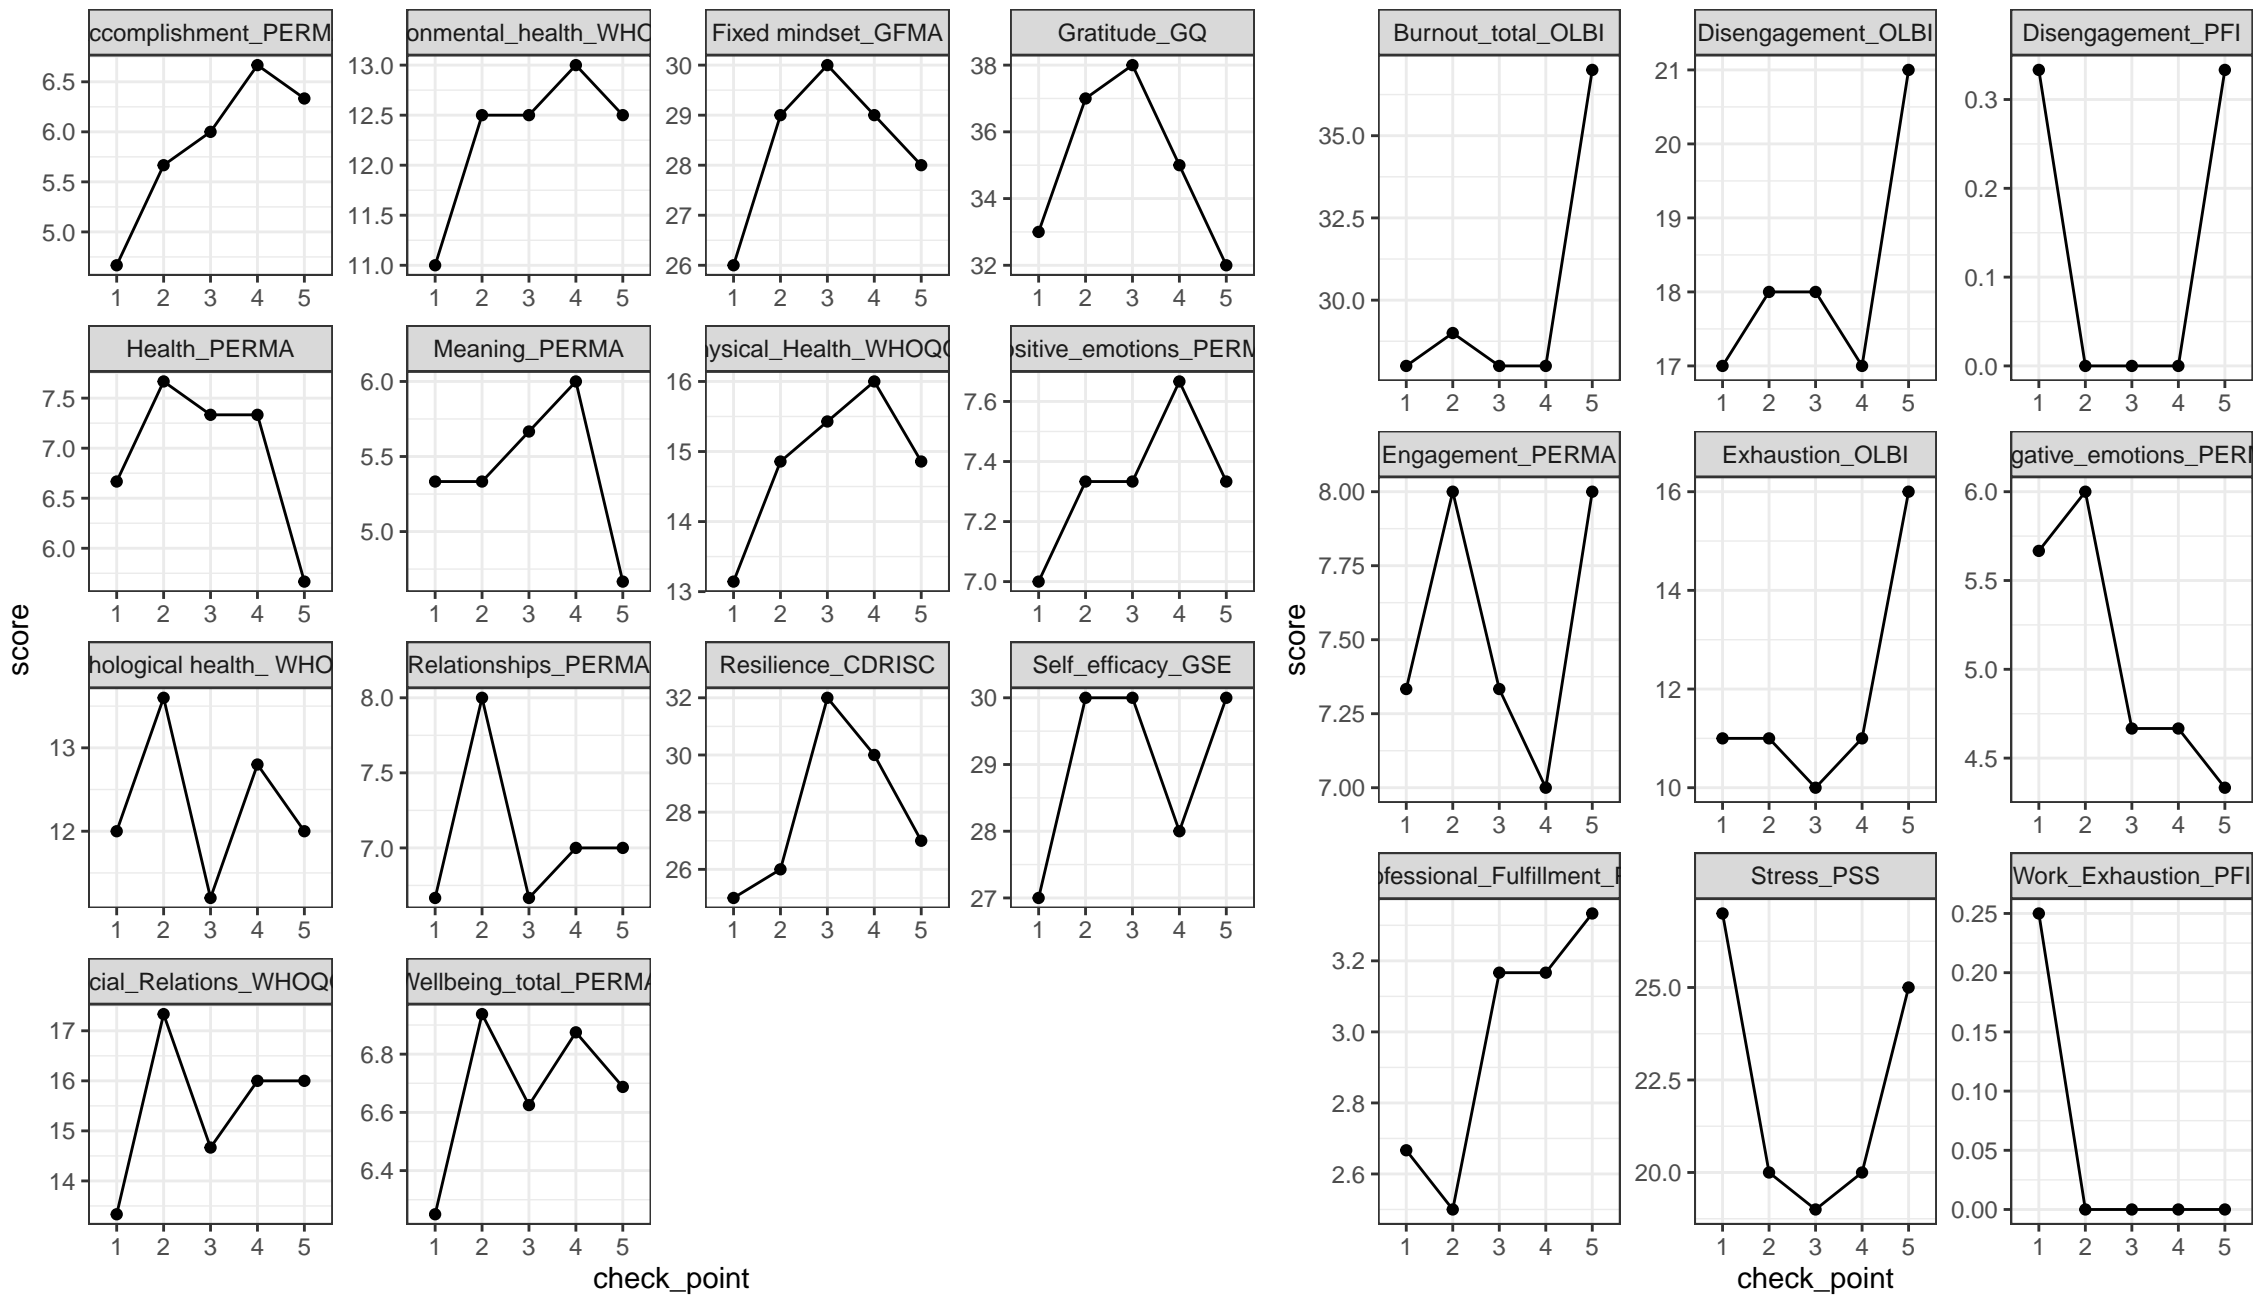 ccomplishment_PERM
onmental_health_WHO
Fixed mindset_GFMA
Gratitude_GQ
6.5
6.0
5.5
5.0
13.0
12.5
12.0
11.5
11.0
30
29
28
27
26
38
36
34
32
1 2 3 4 5
1 2 3 4 5
1 2 3 4 5
1 2 3 4 5
Health_PERMA
Meaning_PERMA
ysical_Health_WHOQO
ositive_emotions_PERM
7.5
7.0
6.5
6.0
6.0
5.5
5.0
16
15
14
13
7.6
7.4
7.2
7.0
1 2 3 4 5
1 2 3 4 5
1 2 3 4 5
1 2 3 4 5
score
hological health_ WHO
Relationships_PERMA
Resilience_CDRISC
Self_efficacy_GSE
13
12
8.0
7.5
7.0
32
30
28
26
30
29
28
27
1 2 3 4 5
1 2 3 4 5
1 2 3 4 5
1 2 3 4 5
cial_Relations_WHOQO
Wellbeing_total_PERMA
17
16
15
14
6.8
6.6
6.4
1 2 3 4 5
1 2 3 4 5
check_point
Burnout_total_OLBI
Disengagement_OLBI
Disengagement_PFI
35.0
32.5
30.0
21
20
19
18
17
0.3
0.2
0.1
0.0
1 2 3 4 5
1 2 3 4 5
1 2 3 4 5
Engagement_PERMA
Exhaustion_OLBI
gative_emotions_PERM
8.00
7.75
7.50
7.25
7.00
16
14
12
10
6.0
5.5
5.0
4.5
1 2 3 4 5
1 2 3 4 5
1 2 3 4 5
score
ofessional_Fulfillment_P
Stress_PSS
Work_Exhaustion_PFI
3.2
3.0
2.8
2.6
25.0
22.5
20.0
0.25
0.20
0.15
0.10
0.05
0.00
1 2 3 4 5
1 2 3 4 5
1 2 3 4 5
check_point